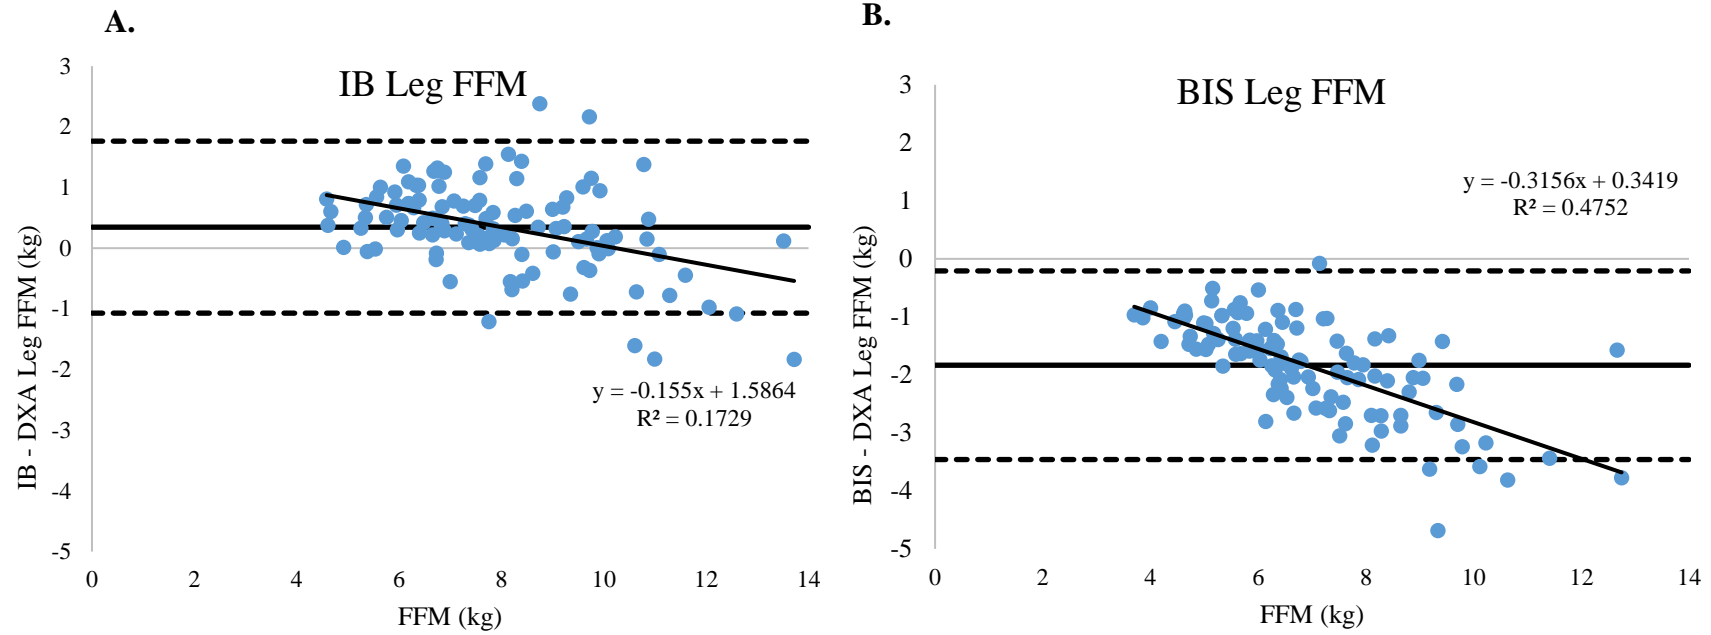 A.
IB Leg FFM
3
2
1
0
-1
-2
-3
-4
-5
IB - DXA Leg FFM (kg)
y = -0.155x + 1.5864
R² = 0.1729
0 2 4 6 8 10 12 14
FFM (kg)
B.
BIS Leg FFM
3
2
1
0
-1
-2
-3
-4
-5
BIS - DXA Leg FFM (kg)
y = -0.3156x + 0.3419
R² = 0.4752
0 2 4 6 8 10 12 14
FFM (kg)